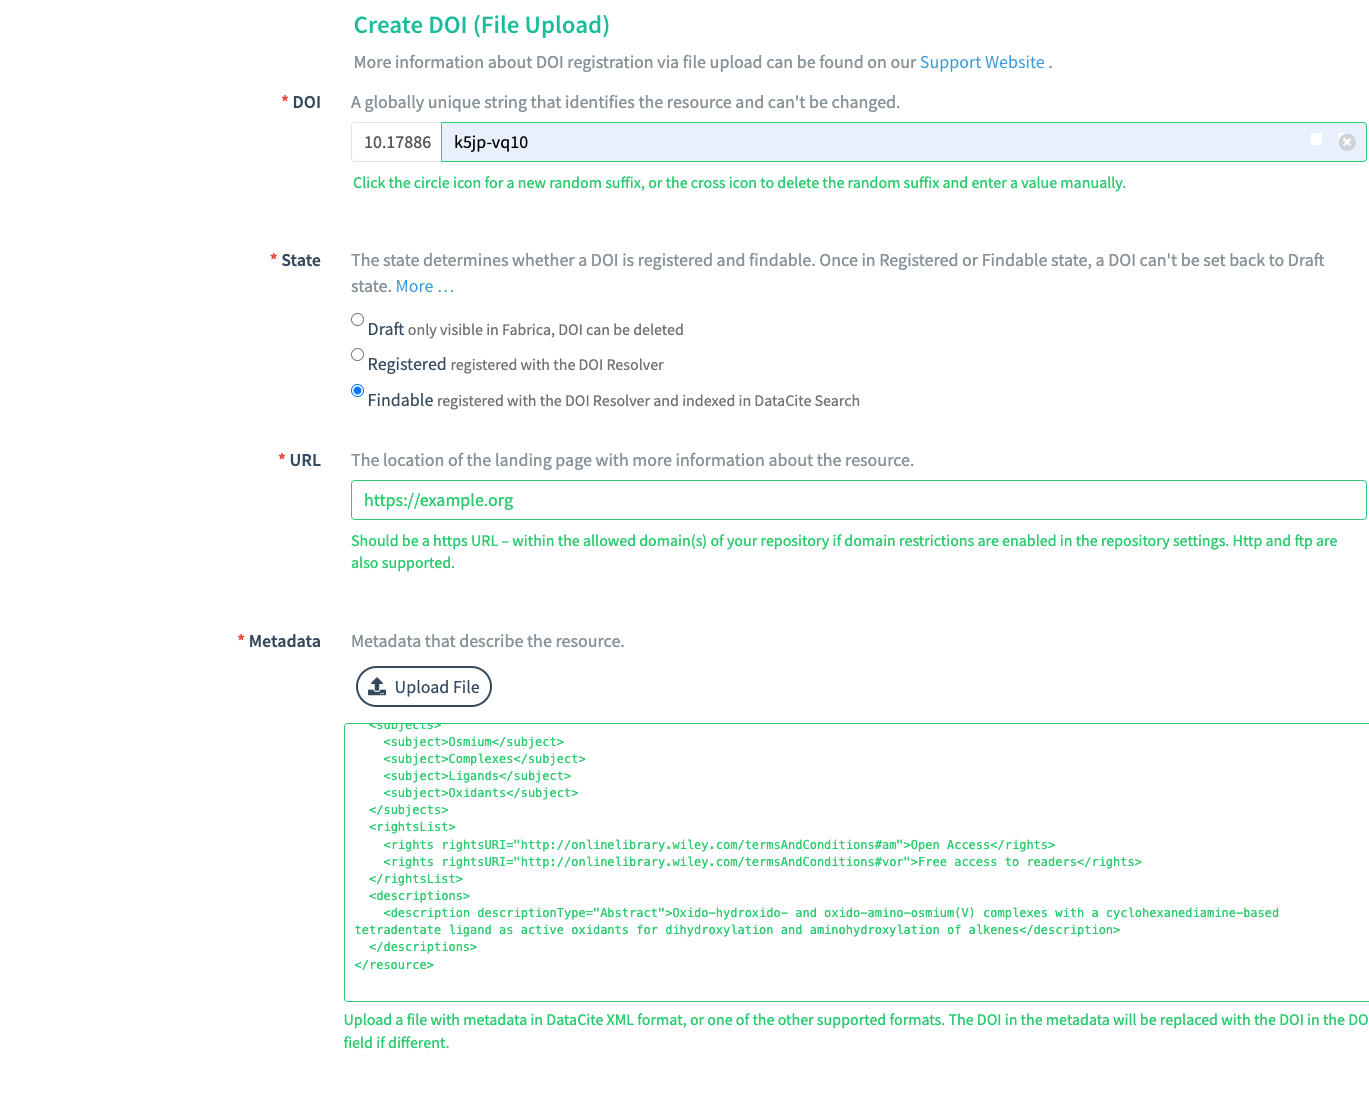 Create DOI (File Upload)
More information about DOI registration via file upload can be found on our Support Website .
* DOI
A globally unique string that identifies the resource and can't be changed.
10.17886 k5jp-vq10
Click the circle icon for a new random suffix, or the cross icon to delete the random suffix and enter a value manually.
* State
The state determines whether a DOI is registered and findable. Once in Registered or Findable state, a DOI can't be set back to Draft
state. More ...
Draft only visible in Fabrica, DOI can be deleted
Registered registered with the DOI Resolver
Findable registered with the DOI Resolver and indexed in DataCite Search
* URL
The location of the landing page with more information about the resource.
https://example.org
Should be a https URL – within the allowed domain(s) of your repository if domain restrictions are enabled in the repository settings. Http and ftp are
also supported.
* Metadata
Metadata that describe the resource.
Upload File
<subjects>
<subject>Osmium</subject>
<subject>Complexes</subject>
<subject>Ligands</subject>
<subject>Oxidants</subject>
</subjects>
<rightsList>
<rights rightsURI="http://onlinelibrary.wiley.com/termsAndConditions#am">Open Access</rights>
<rights rightsURI="http://onlinelibrary.wiley.com/termsAndConditions#vor">Free access to readers</rights>
</rightsList>
<descriptions>
<description descriptionType="Abstract">Oxido-hydroxido- and oxido-amino-osmium(V) complexes with a cyclohexanediamine-based
tetradentate ligand as active oxidants for dihydroxylation and aminohydroxylation of alkenes</description>
</descriptions>
</resource>
Upload a file with metadata in DataCite XML format, or one of the other supported formats. The DOI in the metadata will be replaced with the DOI in the DO
field if different.